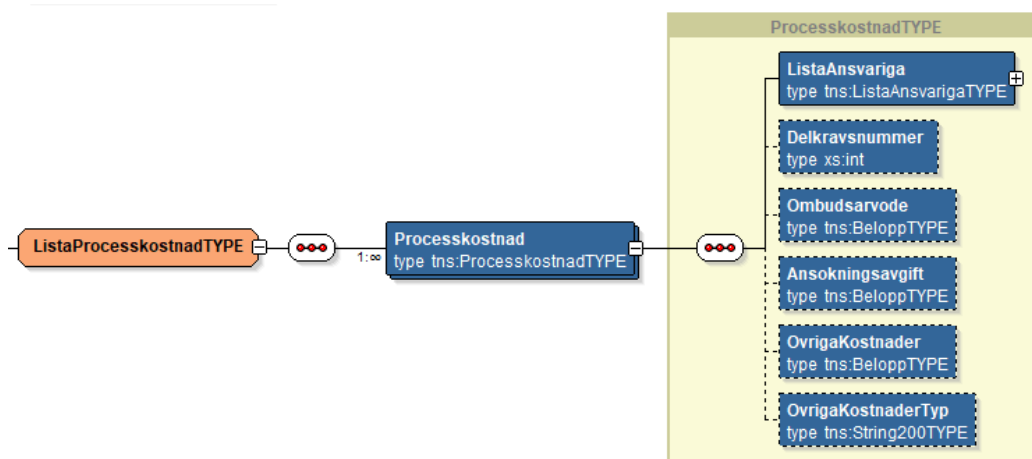 ProcesskostnadTYPE
ListaAnsvariga
type tns:ListaAnsvarigaTYPE
Delkravsnummer
type xs:int
Ombudsarvode
type tns:BeloppTYPE
ListaProcesskostnadTYPE
1:∞
Processkostnad
type tns:ProcesskostnadTYPE
Ansokningsavgift
type tns:BeloppTYPE
OvrigaKostnader
type tns:BeloppTYPE
OvrigaKostnaderTyp
type tns:String200TYPE